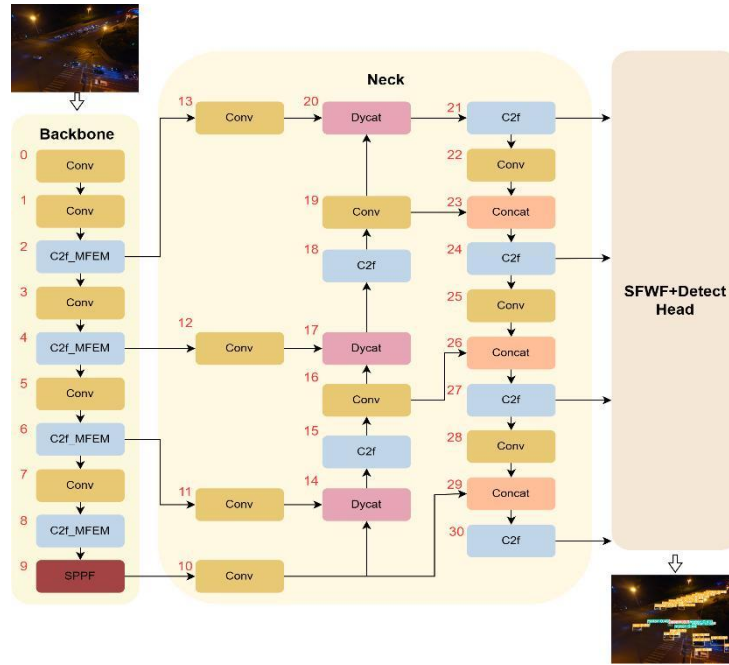 Backbone
0
Conv
1
Conv
2
C2f_MFEM
3
Conv
4
C2f_MFEM
5
Conv
6
C2f_MFEM
7
Conv
8
C2f_MFEM
9
SPPF
Neck
13
Conv
20
Dycat
21
C2f
22
Conv
19
Conv
23
Concat
18
C2f
24
C2f
25
Conv
12
Conv
17
Dycat
26
Concat
16
Conv
27
C2f
15
C2f
28
Conv
11
Conv
14
Dycat
29
Concat
30
C2f
10
Conv
SFWF+Detect
Head